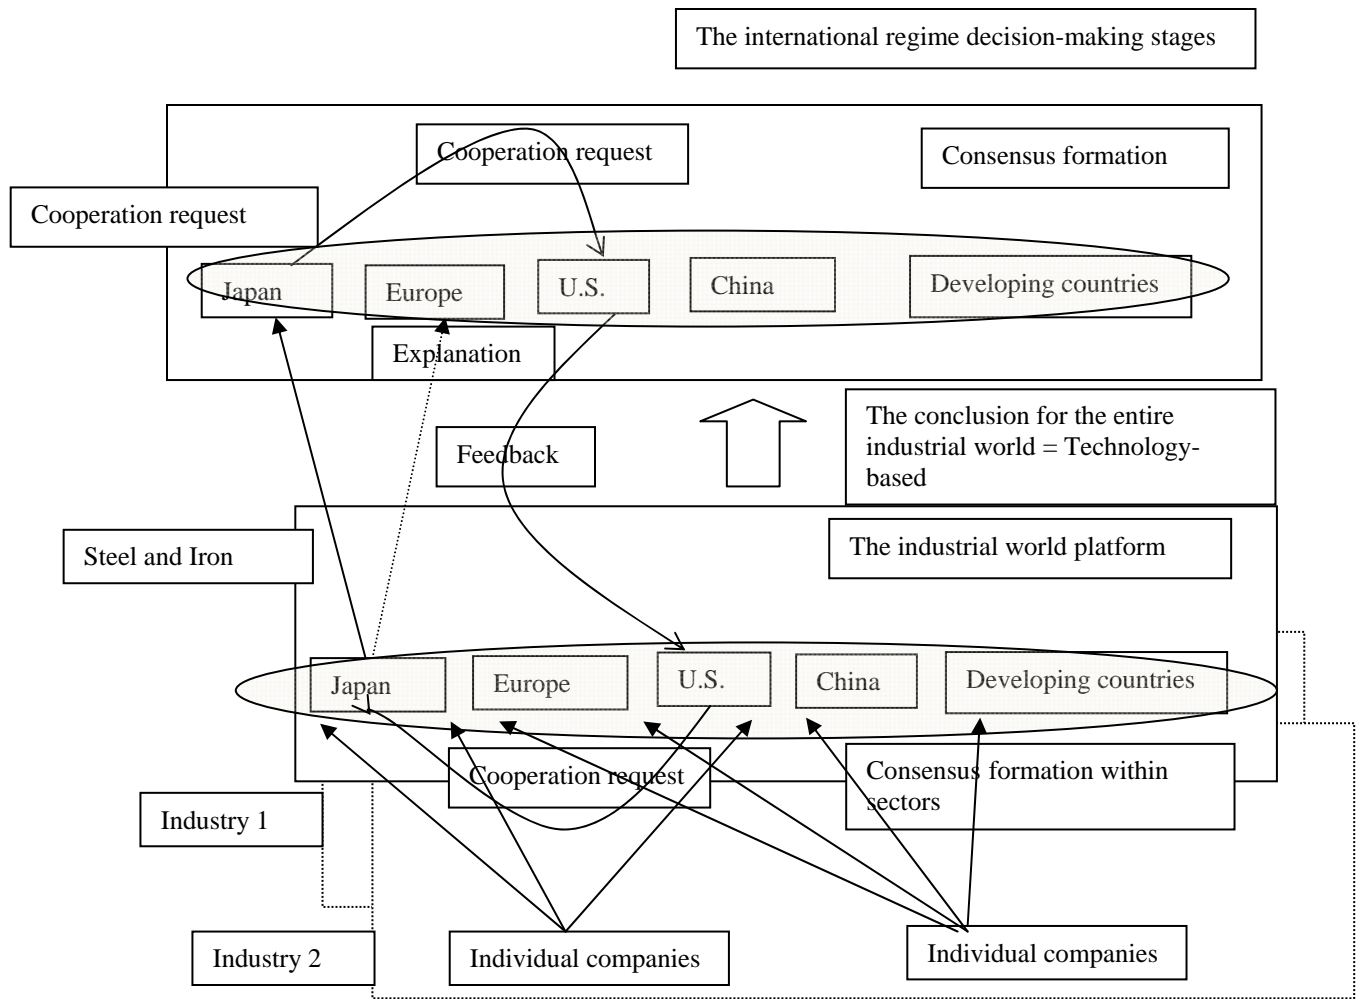 The international regime decision-making stages
Cooperation request
Consensus formation
Cooperation request
Japan
Europe
U.S.
China
Developing countries
Explanation
The conclusion for the entire
industrial world = Technology-
based
Feedback
The industrial world platform
Steel and Iron
Japan
Europe
U.S.
China
Developing countries
Cooperation request
Consensus formation within
sectors
Industry 1
Industry 2
Individual companies
Individual companies